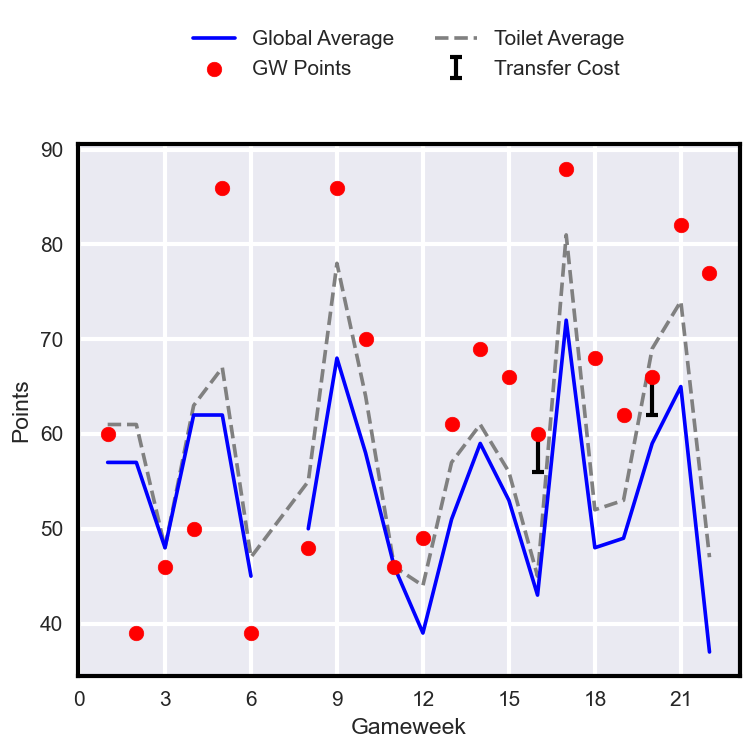 Global Average
Toilet Average
GW Points
Transfer Cost
90
80
70
60
50
40
Points
0 3 6 9 12 15 18 21
Gameweek